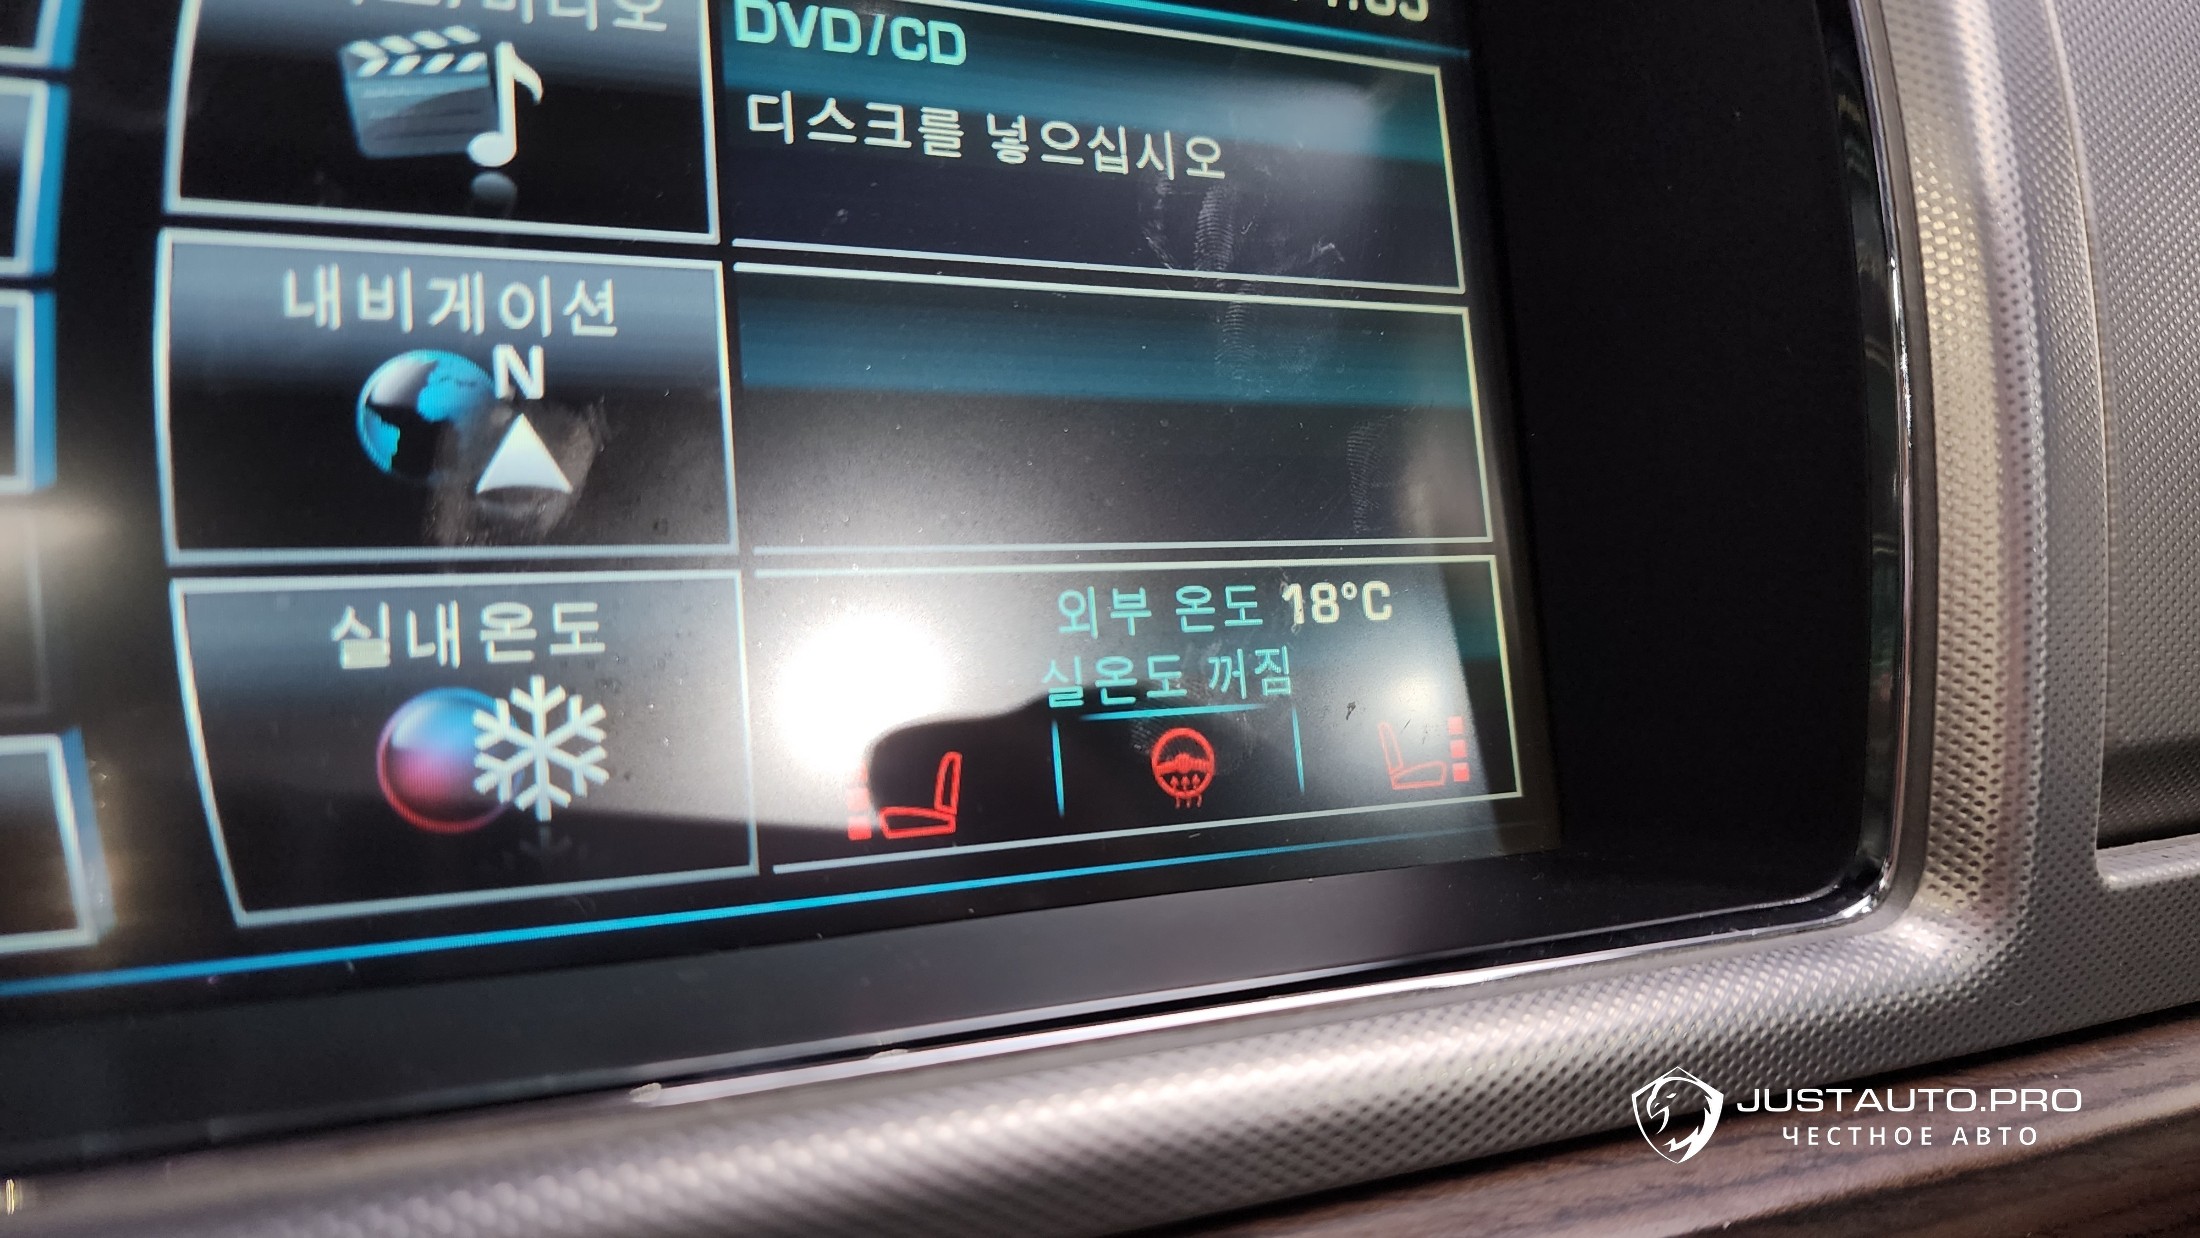 DVD/CD
디스크를 넣으십시오
내비게이션
N
실내온도
외부 온도 18°C
실온도 꺼짐
JUSTAUTO.PRO
ЧЕСТНОЕ АВТО